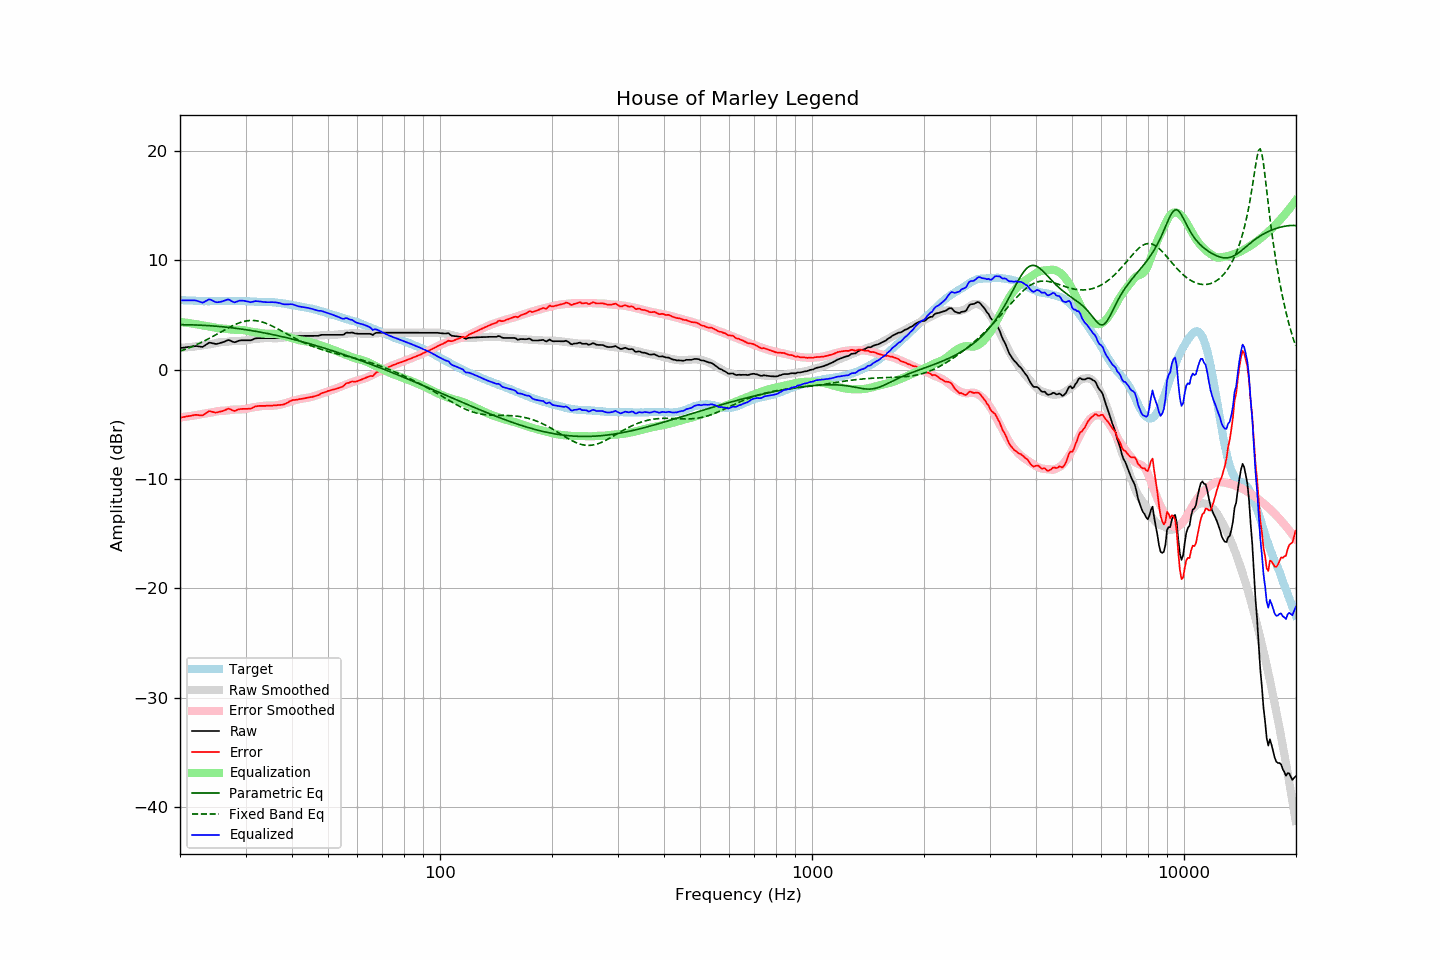 House of Marley Legend
20
10
0
−10
−20
−30
−40
Amplitude (dBr)
Target
Raw Smoothed
Error Smoothed
Raw
Error
Equalization
Parametric Eq
Fixed Band Eq
Equalized
100
1000
10000
Frequency (Hz)